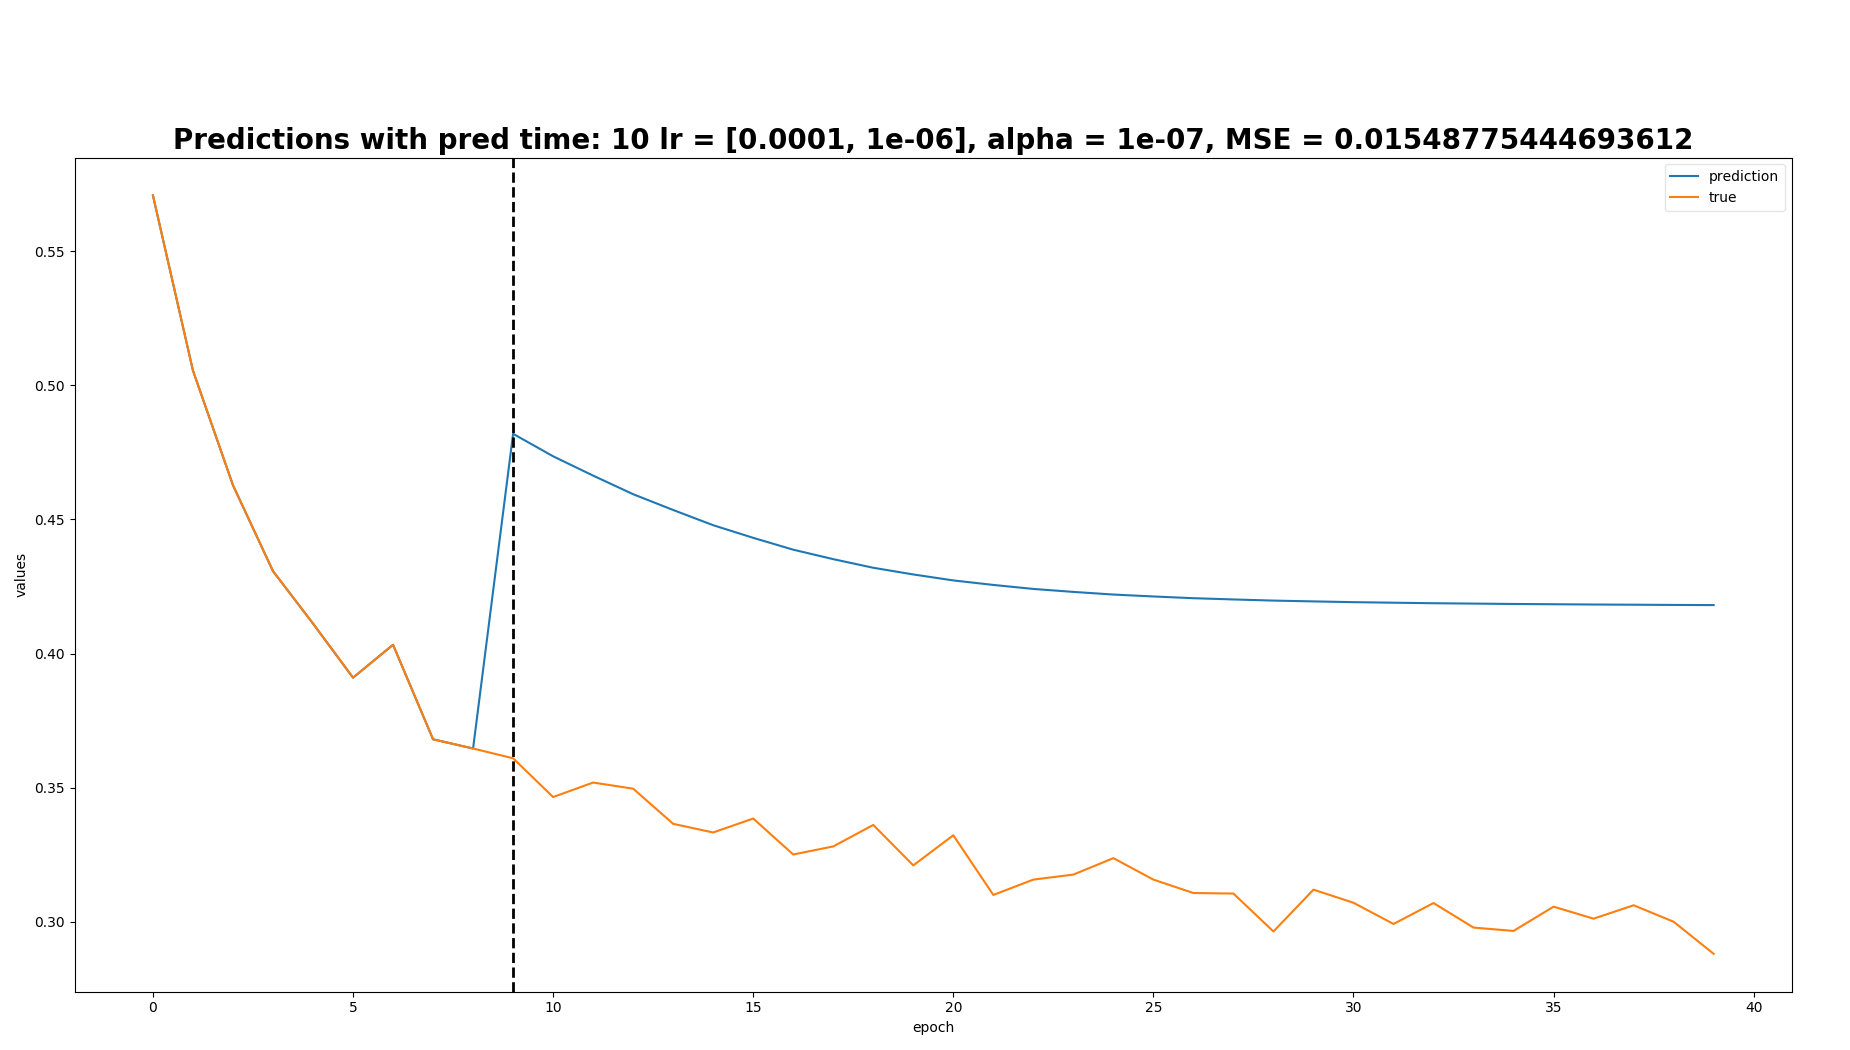 Predictions with pred time: 10 lr = [0.0001, 1e-06], alpha = 1e-07, MSE = 0.01548775444693612
prediction
true
0.55
0.50
0.45
0.40
0.35
0.30
values
0 5 10 15 20 25 30 35 40
epoch